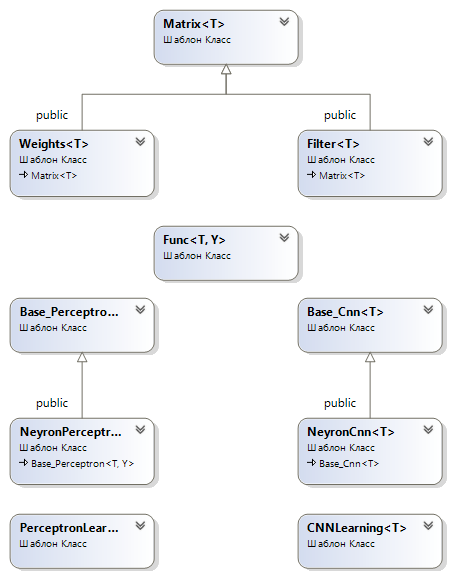 Matrix<T>
Шаблон Класс
public
public
Weights<T>
Шаблон Класс
Matrix<T>
Filter<T>
Шаблон Класс
Matrix<T>
Func<T, Y>
Шаблон Класс
Base_Perceptro...
Шаблон Класс
Base_Cnn<T>
Шаблон Класс
public
public
NeyronPerceptr...
Шаблон Класс
Base_Perceptron<T, Y>
NeyronCnn<T>
Шаблон Класс
Base_Cnn<T>
PerceptronLear...
Шаблон Класс
CNNLearning<T>
Шаблон Класс